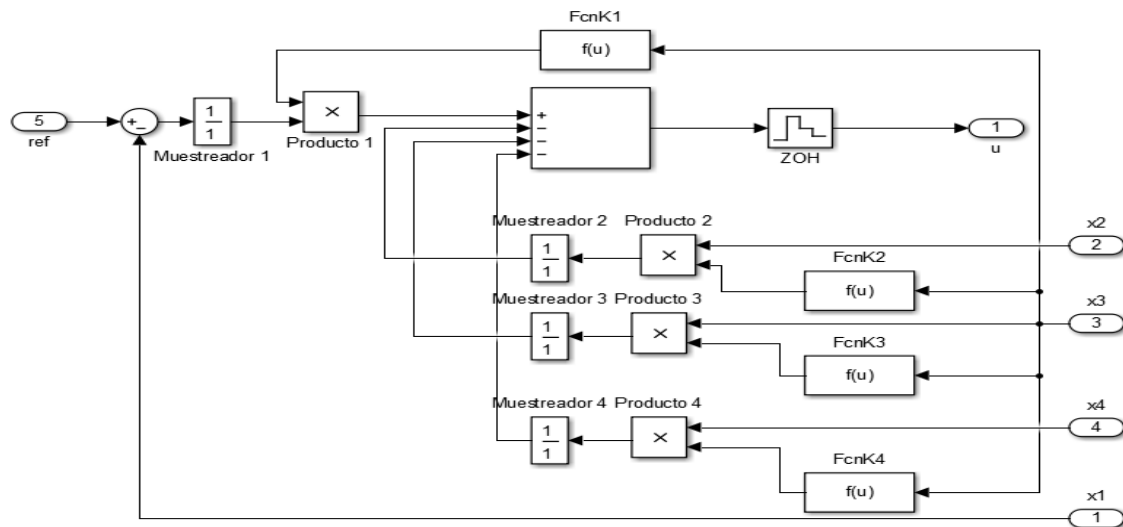 FcnK1
f(u)
5
ref
+
−
1
1
Muestreador 1
×
Producto 1
+
−
−
−
ZOH
1
u
Muestreador 2
1
1
Producto 2
×
x2
2
FcnK2
f(u)
Muestreador 3
1
1
Producto 3
×
x3
3
FcnK3
f(u)
Muestreador 4
1
1
Producto 4
×
x4
4
FcnK4
f(u)
x1
1